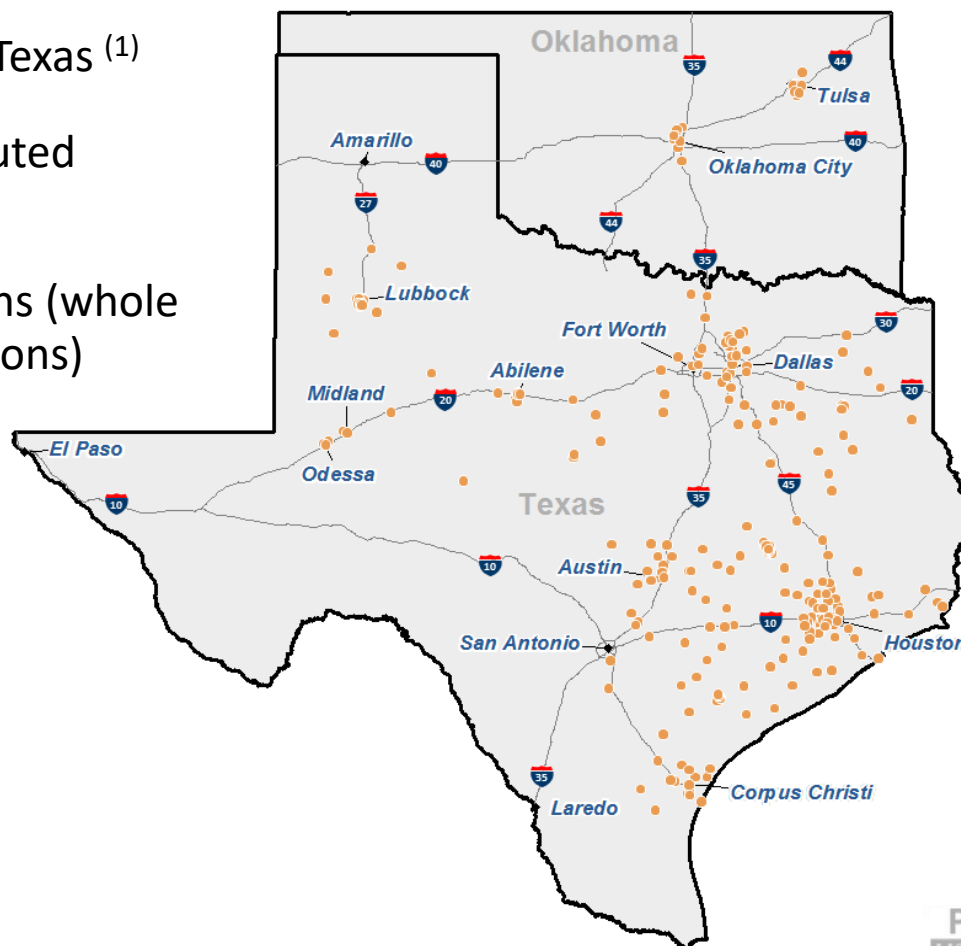 Texas (1)
uted
ns (whole
ons)
Oklahoma
35
44
Tulsa
Amarillo
40
Oklahoma City
40
27
44
35
Lubbock
Fort Worth
30
Dallas
Abilene
Midland
20
20
El Paso
Odessa
10
Texas
35
45
Austin
10
San Antonio
10
Houston
35
Laredo
Corpus Christi